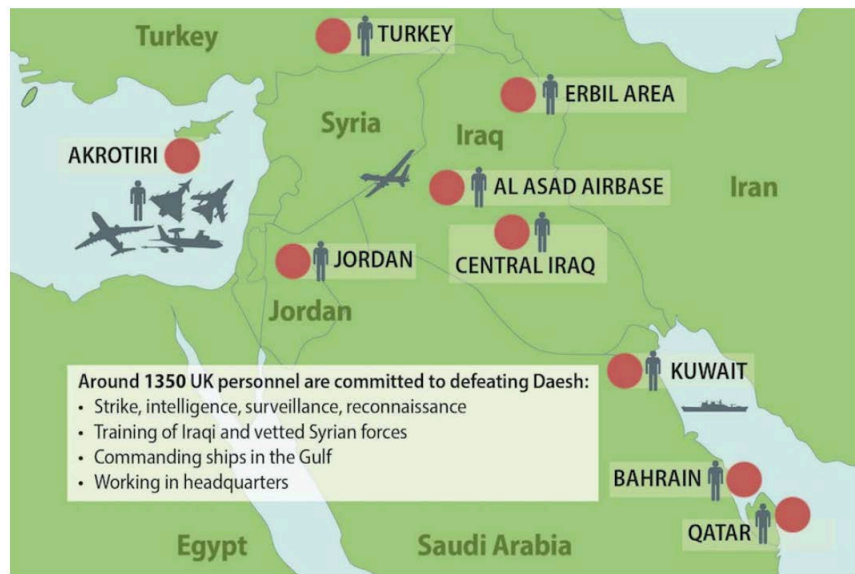 Turkey
TURKEY
ERBIL AREA
Syria
Iraq
AKROTIRI
AL ASAD AIRBASE
Iran
JORDAN
CENTRAL IRAQ
Jordan
KUWAIT
Around 1350 UK personnel are committed to defeating Daesh:
• Strike, intelligence, surveillance, reconnaissance
• Training of Iraqi and vetted Syrian forces
• Commanding ships in the Gulf
• Working in headquarters
BAHRAIN
QATAR
Egypt
Saudi Arabia